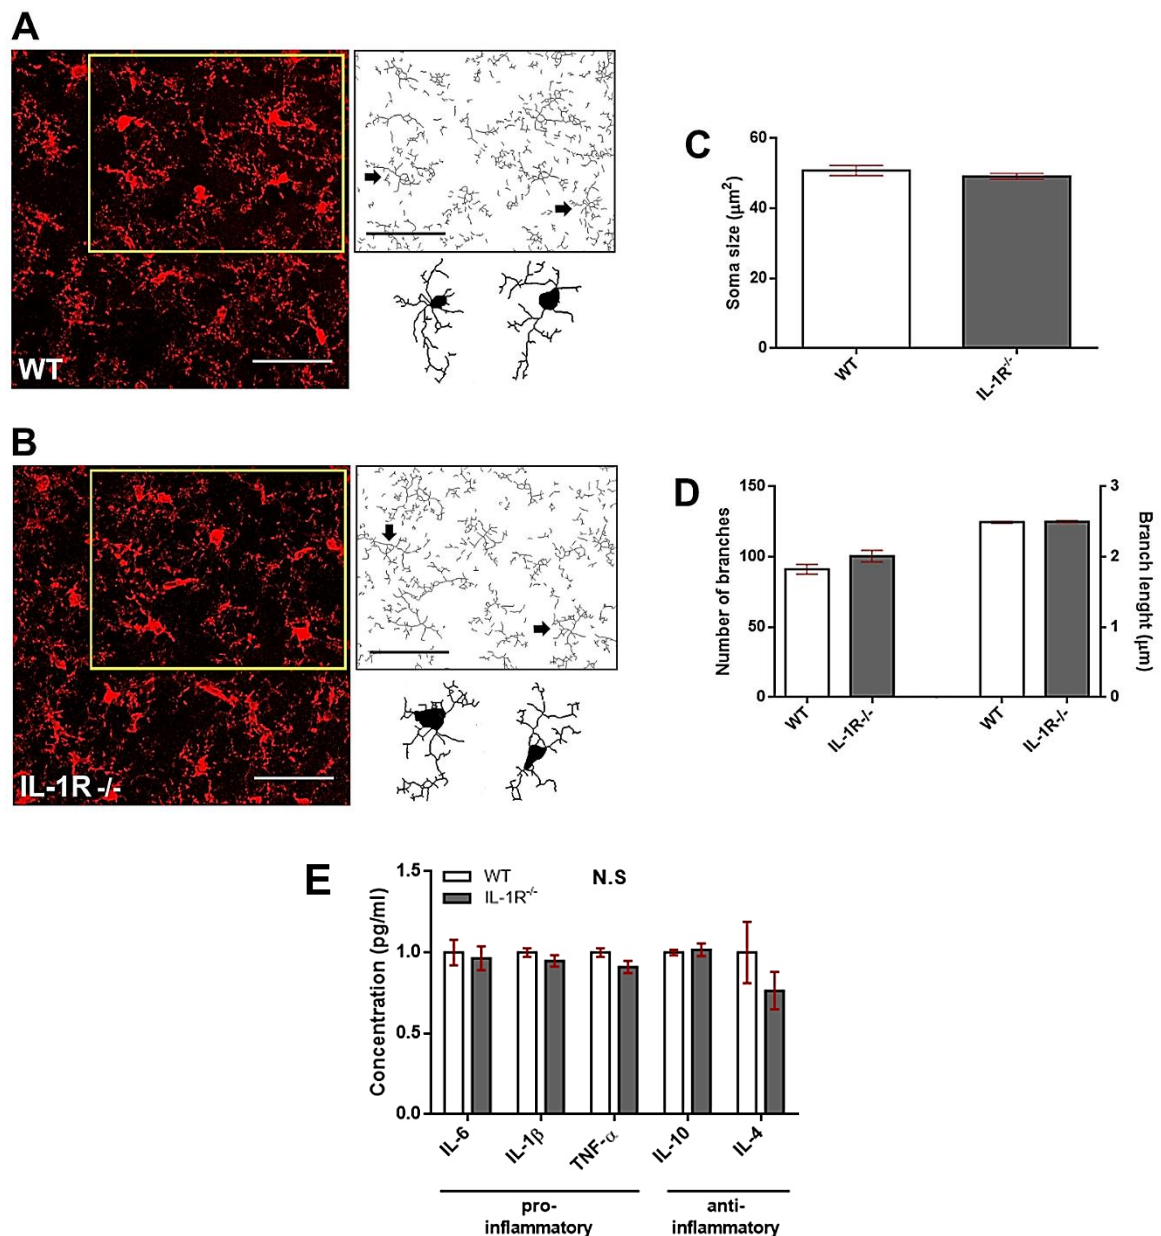 A
WT
B
IL-1R -/-
C
Soma size (µm²)
60
40
20
0
WT
IL-1R⁻/⁻
D
Number of branches
150
100
50
0
WT
IL-1R-/-
WT
IL-1R-/-
3
2
1
0
Branch lenght (µm)
E
Concentration (pg/ml)
1.5
1.0
0.5
0.0
WT
IL-1R⁻/⁻
N.S
IL-6
IL-1β
TNF-α
IL-10
IL-4
pro-
inflammatory
anti-
inflammatory